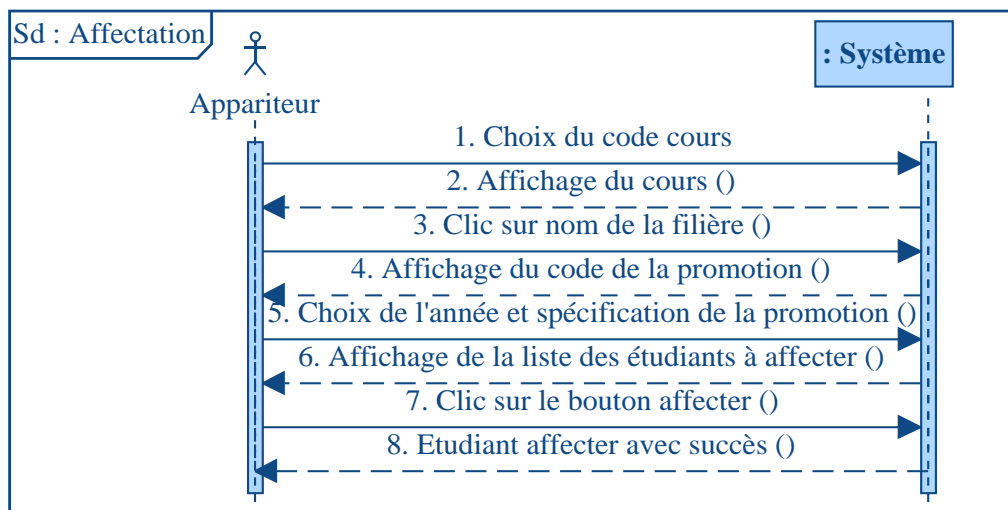 Sd : Affectation
: Système
Appariteur
1. Choix du code cours
2. Affichage du cours ()
3. Clic sur nom de la filière ()
4. Affichage du code de la promotion ()
5. Choix de l'année et spécification de la promotion ()
6. Affichage de la liste des étudiants à affecter ()
7. Clic sur le bouton affecter ()
8. Etudiant affecter avec succès ()